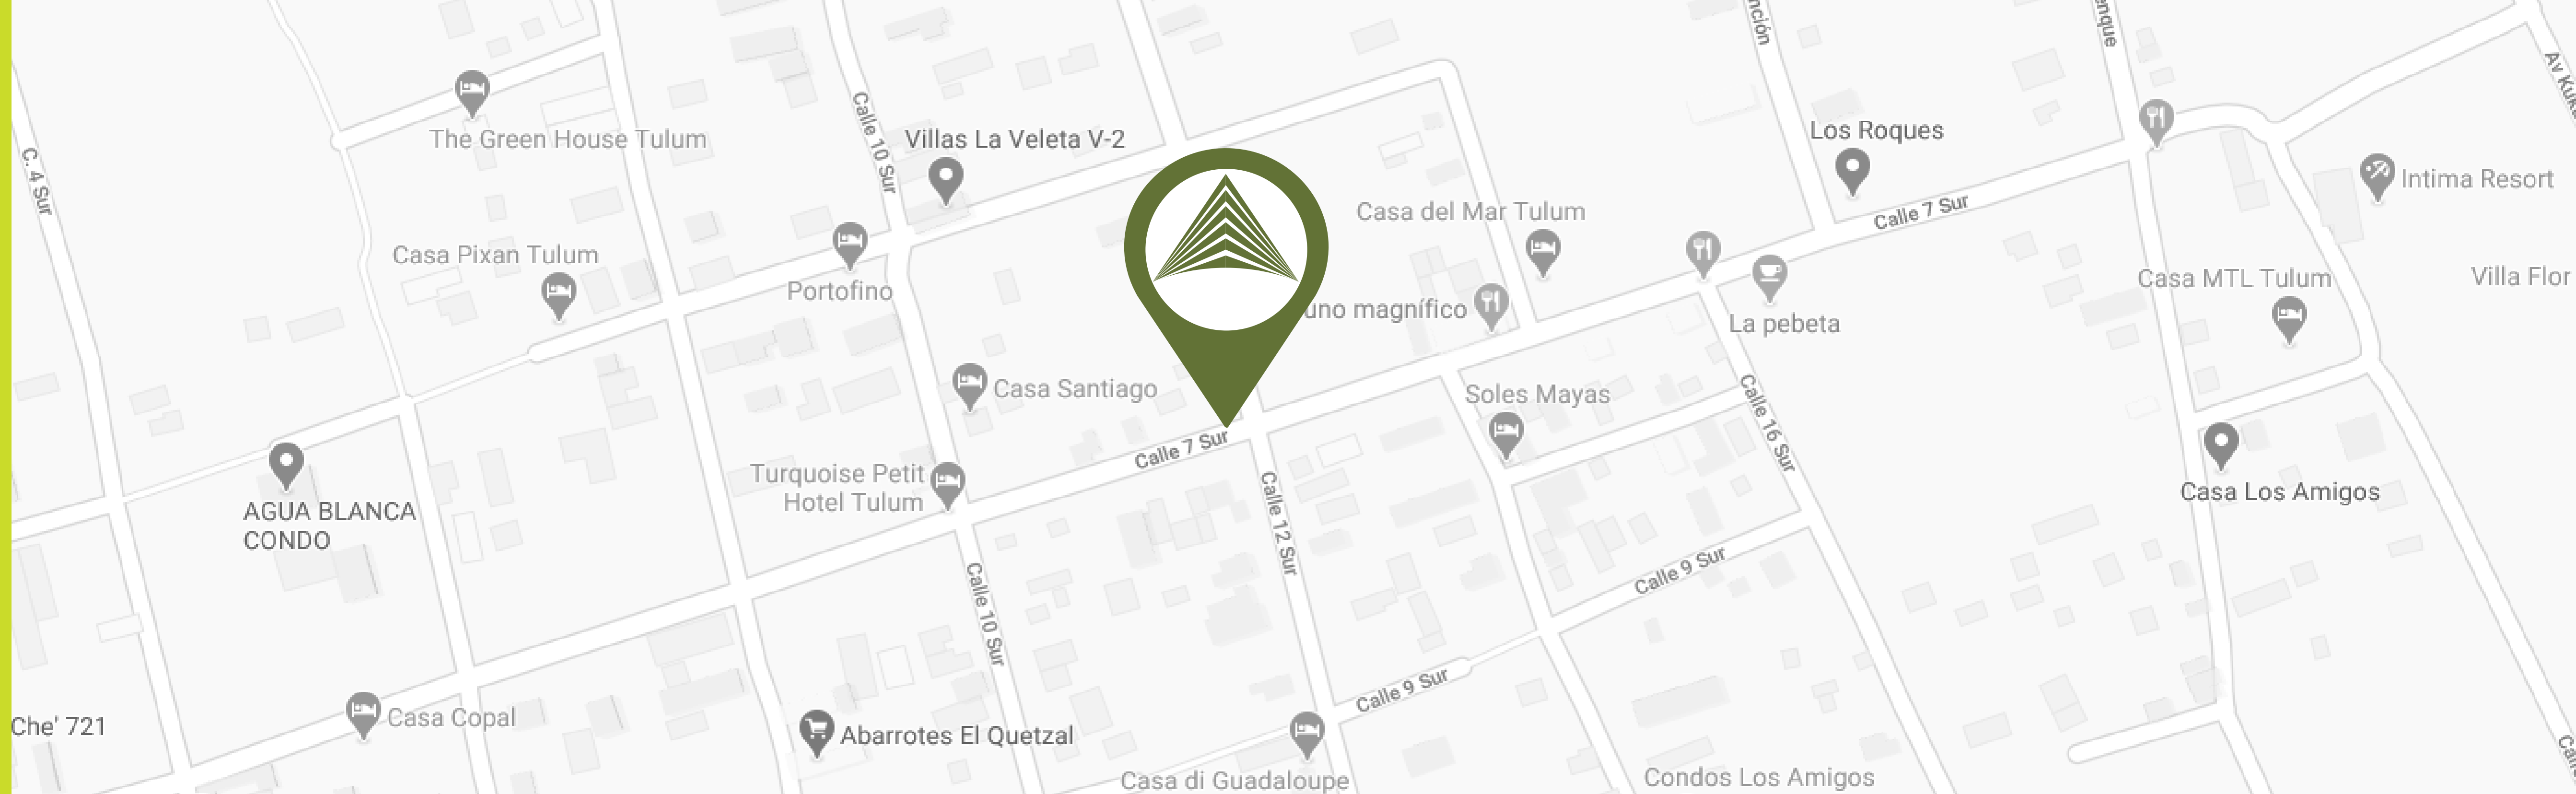 nción
enque
Av Kuku
C. 4 Sur
The Green House Tulum
Calle 10 Sur
Villas La Veleta V-2
Los Roques
Intima Resort
Casa del Mar Tulum
Calle 7 Sur
Casa Pixan Tulum
Portofino
uno magnífico
La pebeta
Casa MTL Tulum
Villa Flor
Casa Santiago
Soles Mayas
Calle 16 Sur
Calle 7 Sur
Turquoise Petit
Hotel Tulum
Calle 12 Sur
Casa Los Amigos
AGUA BLANCA
CONDO
Calle 10 Sur
Calle 9 Sur
Calle 9 Sur
Che' 721
Casa Copal
Abarrotes El Quetzal
Casa di Guadaloupe
Condos Los Amigos